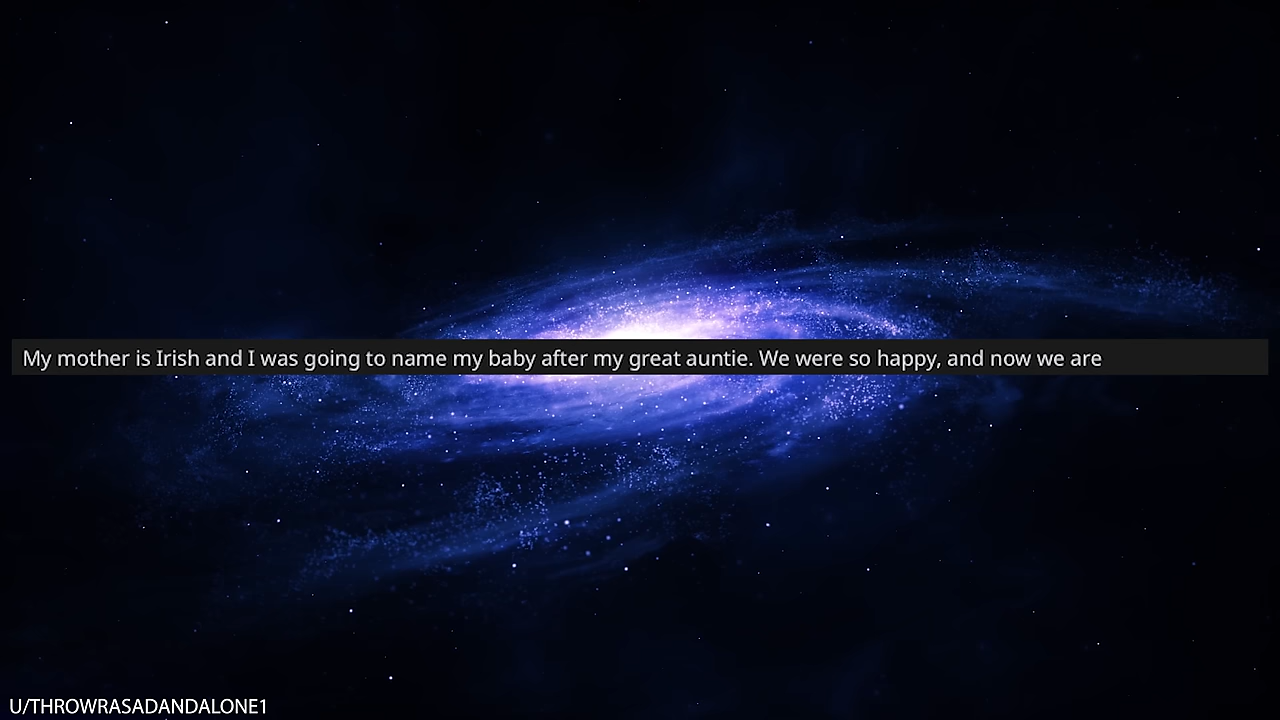 My mother is Irish and I was going to name my baby after my great auntie. We were so happy, and now we are
U/THROWRASADANDALONE1